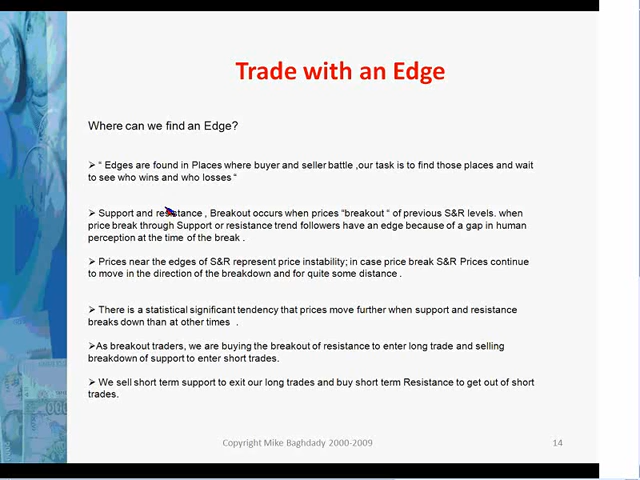 Trade with an Edge
Where can we find an Edge?
➢ " Edges are found in Places where buyer and seller battle ,our task is to find those places and wait
to see who wins and who losses "
➢ Support and resistance , Breakout occurs when prices "breakout " of previous S&R levels. when
price break through Support or resistance trend followers have an edge because of a gap in human
perception at the time of the break .
➢ Prices near the edges of S&R represent price instability; in case price break S&R Prices continue
to move in the direction of the breakdown and for quite some distance .
➢ There is a statistical significant tendency that prices move further when support and resistance
breaks down than at other times .
➢As breakout traders, we are buying the breakout of resistance to enter long trade and selling
breakdown of support to enter short trades.
➢ We sell short term support to exit our long trades and buy short term Resistance to get out of short
trades.
Copyright Mike Baghdady 2000-2009
14